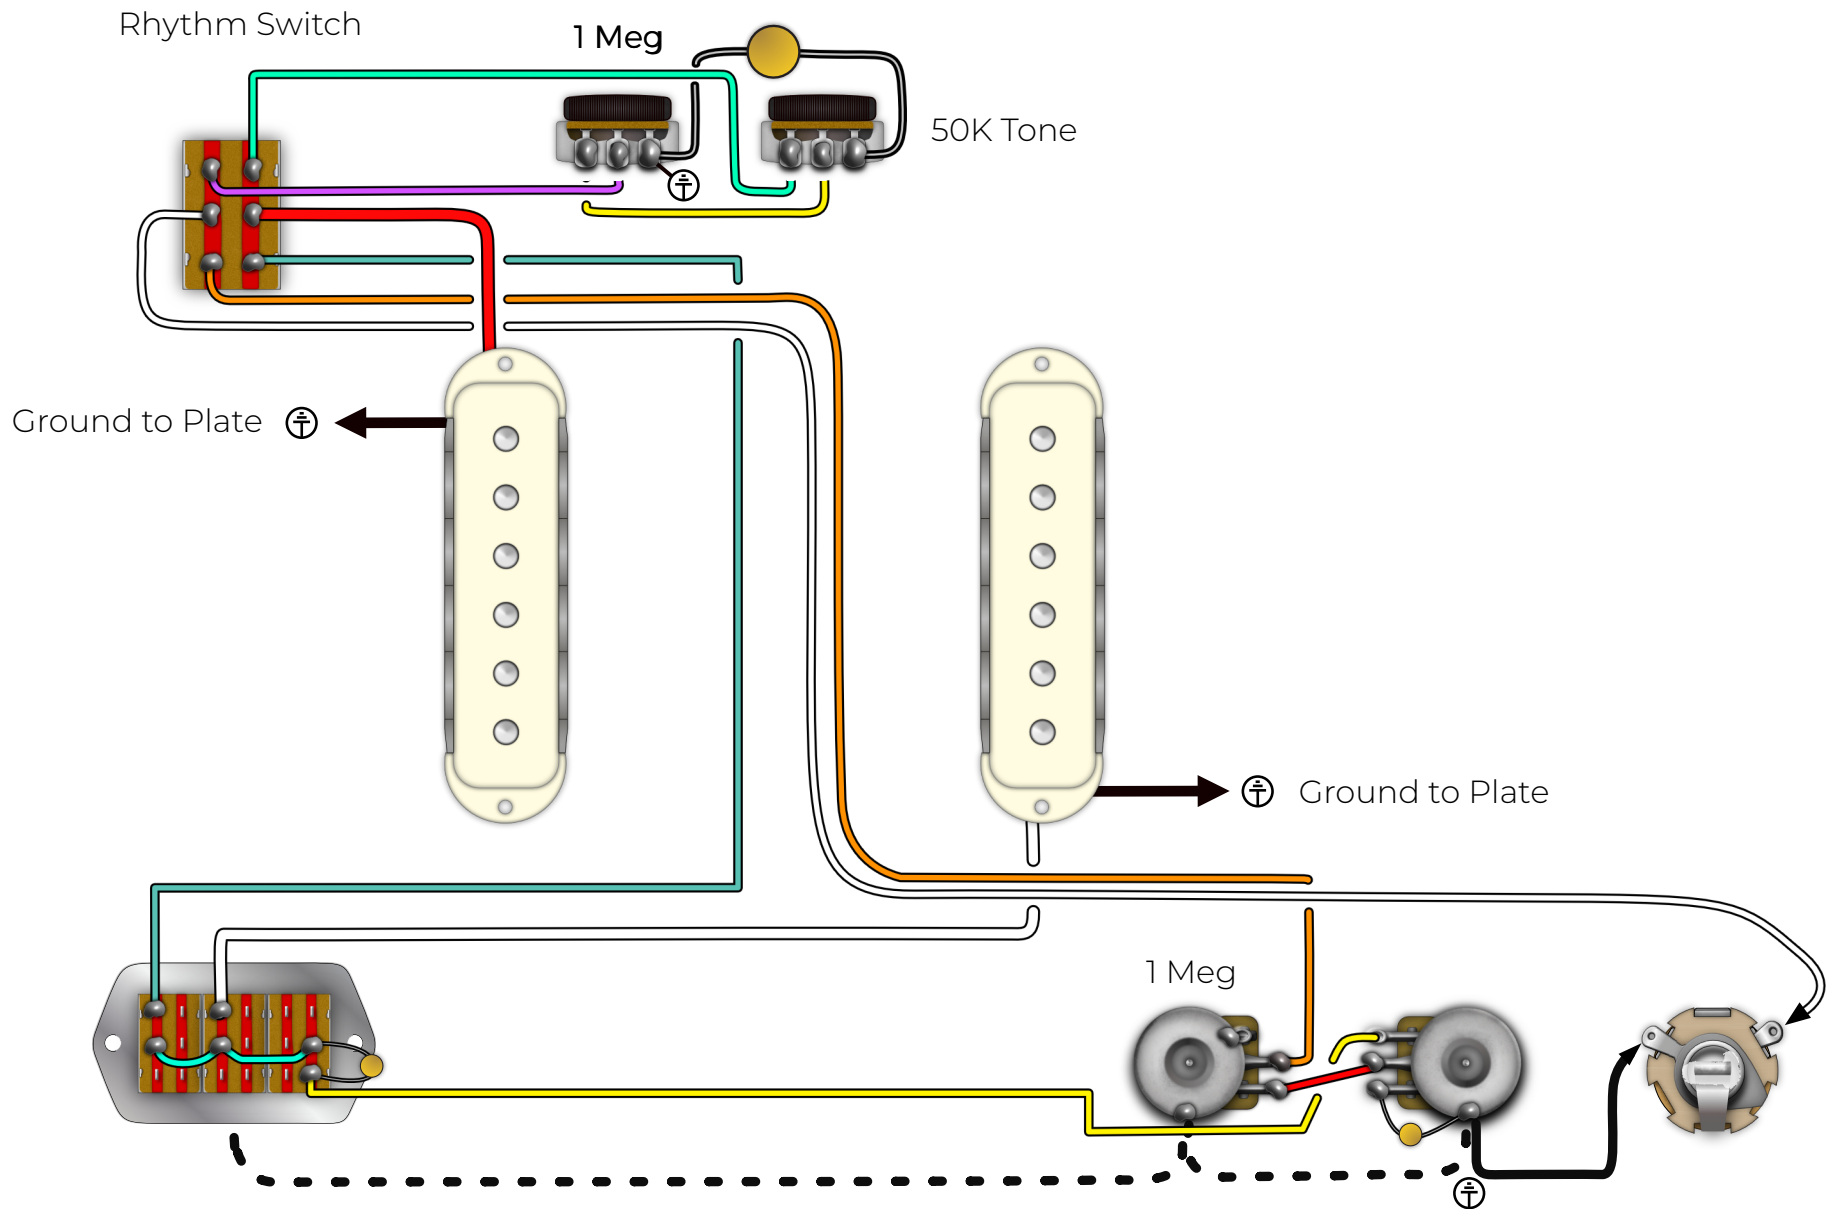 Rhythm Switch
1 Meg
50K Tone
Ground to Plate
Ground to Plate
1 Meg